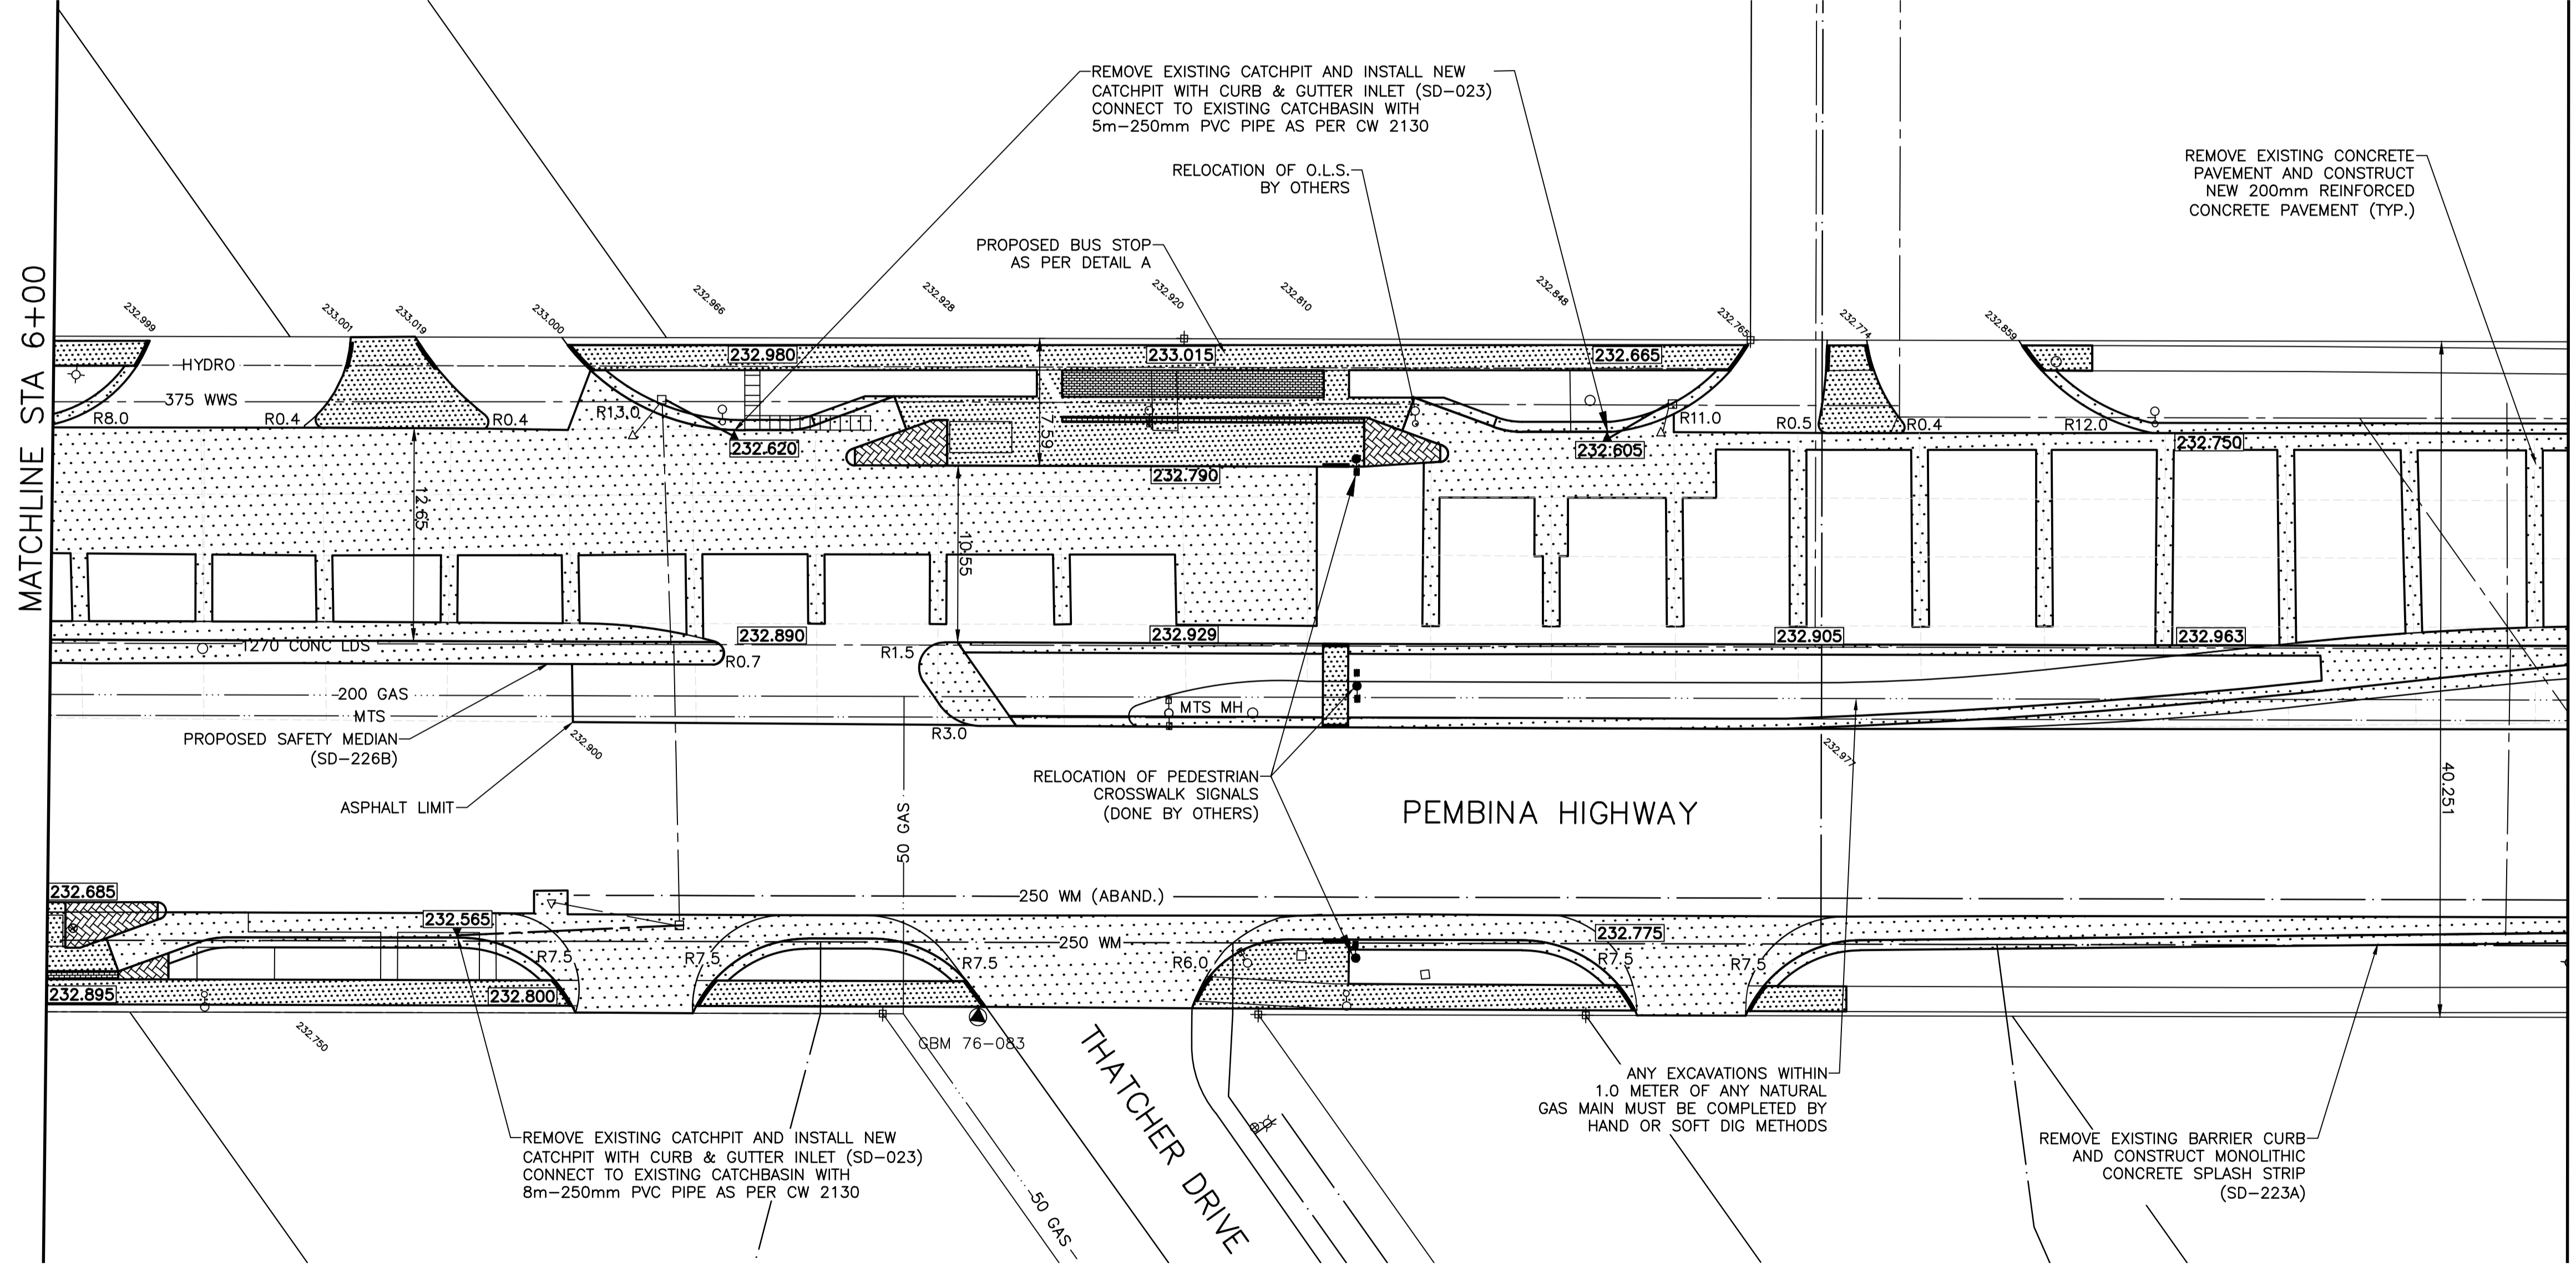 REMOVE EXISTING CATCHPIT AND INSTALL NEW
CATCHPIT WITH CURB & GUTTER INLET (SD-023)
CONNECT TO EXISTING CATCHBASIN WITH
5m-250mm PVC PIPE AS PER CW 2130
RELOCATION OF O.L.S.
BY OTHERS
REMOVE EXISTING CONCRETE
PAVEMENT AND CONSTRUCT
NEW 200mm REINFORCED
CONCRETE PAVEMENT (TYP.)
PROPOSED BUS STOP
AS PER DETAIL A
MATCHLINE STA 6+00
232.999
233.001
233.019
233.000
232.966
232.928
232.920
232.810
232.848
232.765
232.774
232.859
HYDRO
232.980
233.015
232.665
375 WWS
R8.0
R0.4
R0.4
R13.0
R11.0
R0.5
R0.4
R12.0
232.620
7.59
232.605
232.750
232.790
12.65
10.55
232.890
232.929
232.905
232.963
1270 CONC LDS
R0.7
R1.5
200 GAS
MTS
MTS MH
R3.0
PROPOSED SAFETY MEDIAN
(SD-226B)
232.900
232.977
ASPHALT LIMIT
RELOCATION OF PEDESTRIAN
CROSSWALK SIGNALS
(DONE BY OTHERS)
PEMBINA HIGHWAY
40.251
50 GAS
232.685
250 WM (ABAND.)
232.565
232.775
250 WM
R7.5
R7.5
R7.5
R6.0
R7.5
R7.5
232.895
232.800
232.750
GBM 76-083
THATCHER DRIVE
50 GAS
ANY EXCAVATIONS WITHIN
1.0 METER OF ANY NATURAL
GAS MAIN MUST BE COMPLETED BY
HAND OR SOFT DIG METHODS
REMOVE EXISTING CATCHPIT AND INSTALL NEW
CATCHPIT WITH CURB & GUTTER INLET (SD-023)
CONNECT TO EXISTING CATCHBASIN WITH
8m-250mm PVC PIPE AS PER CW 2130
REMOVE EXISTING BARRIER CURB
AND CONSTRUCT MONOLITHIC
CONCRETE SPLASH STRIP
(SD-223A)